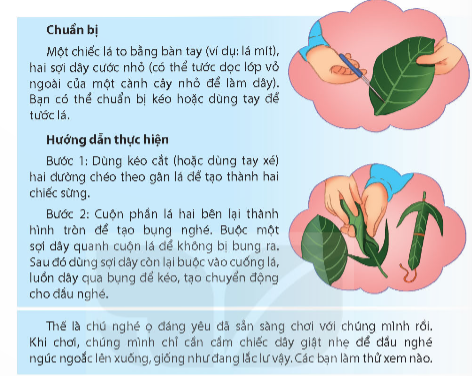 Chuẩn bị
Một chiếc lá to bằng bàn tay (ví dụ: lá mít),
hai sợi dây cước nhỏ (có thể tước dọc lớp vỏ
ngoài của một cành cây nhỏ để làm dây).
Bạn có thể chuẩn bị kéo hoặc dùng tay để
tước lá.
Hướng dẫn thực hiện
Bước 1: Dùng kéo cắt (hoặc dùng tay xé)
hai đường chéo theo gân lá để tạo thành hai
chiếc sừng.
Bước 2: Cuộn phần lá hai bên lại thành
hình tròn để tạo bụng nghé. Buộc một
sợi dây quanh cuộn lá để không bị bung ra.
Sau đó dùng sợi dây còn lại buộc vào cuống lá,
luồn dây qua bụng để kéo, tạo chuyển động
cho đầu nghé.
Thế là chú nghé ọ đáng yêu đã sẵn sàng chơi với chúng mình rồi.
Khi chơi, chúng mình chỉ cần cầm chiếc dây giật nhẹ để đầu nghé
ngúc ngoắc lên xuống, giống như đang lắc lư vậy. Các bạn làm thử xem nào.